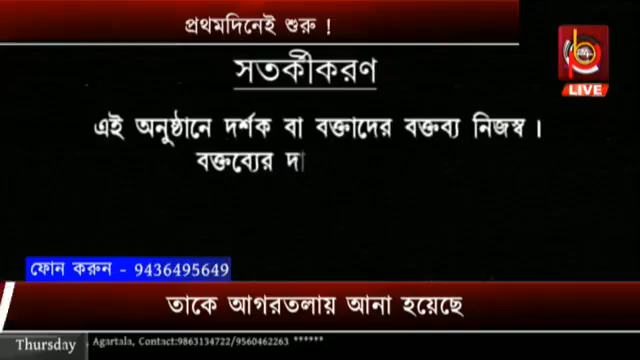 প্রথমদিনেই শুরু !
সতর্কীকরণ
LIVE
এই অনুষ্ঠানে দর্শক বা বক্তাদের বক্তব্য নিজস্ব ।
বক্তব্যের দা
ফোন করুন - 9436495649
তাকে আগরতলায় আনা হয়েছে
Thursday
Agartala, Contact:9863134722/9560462263 ******